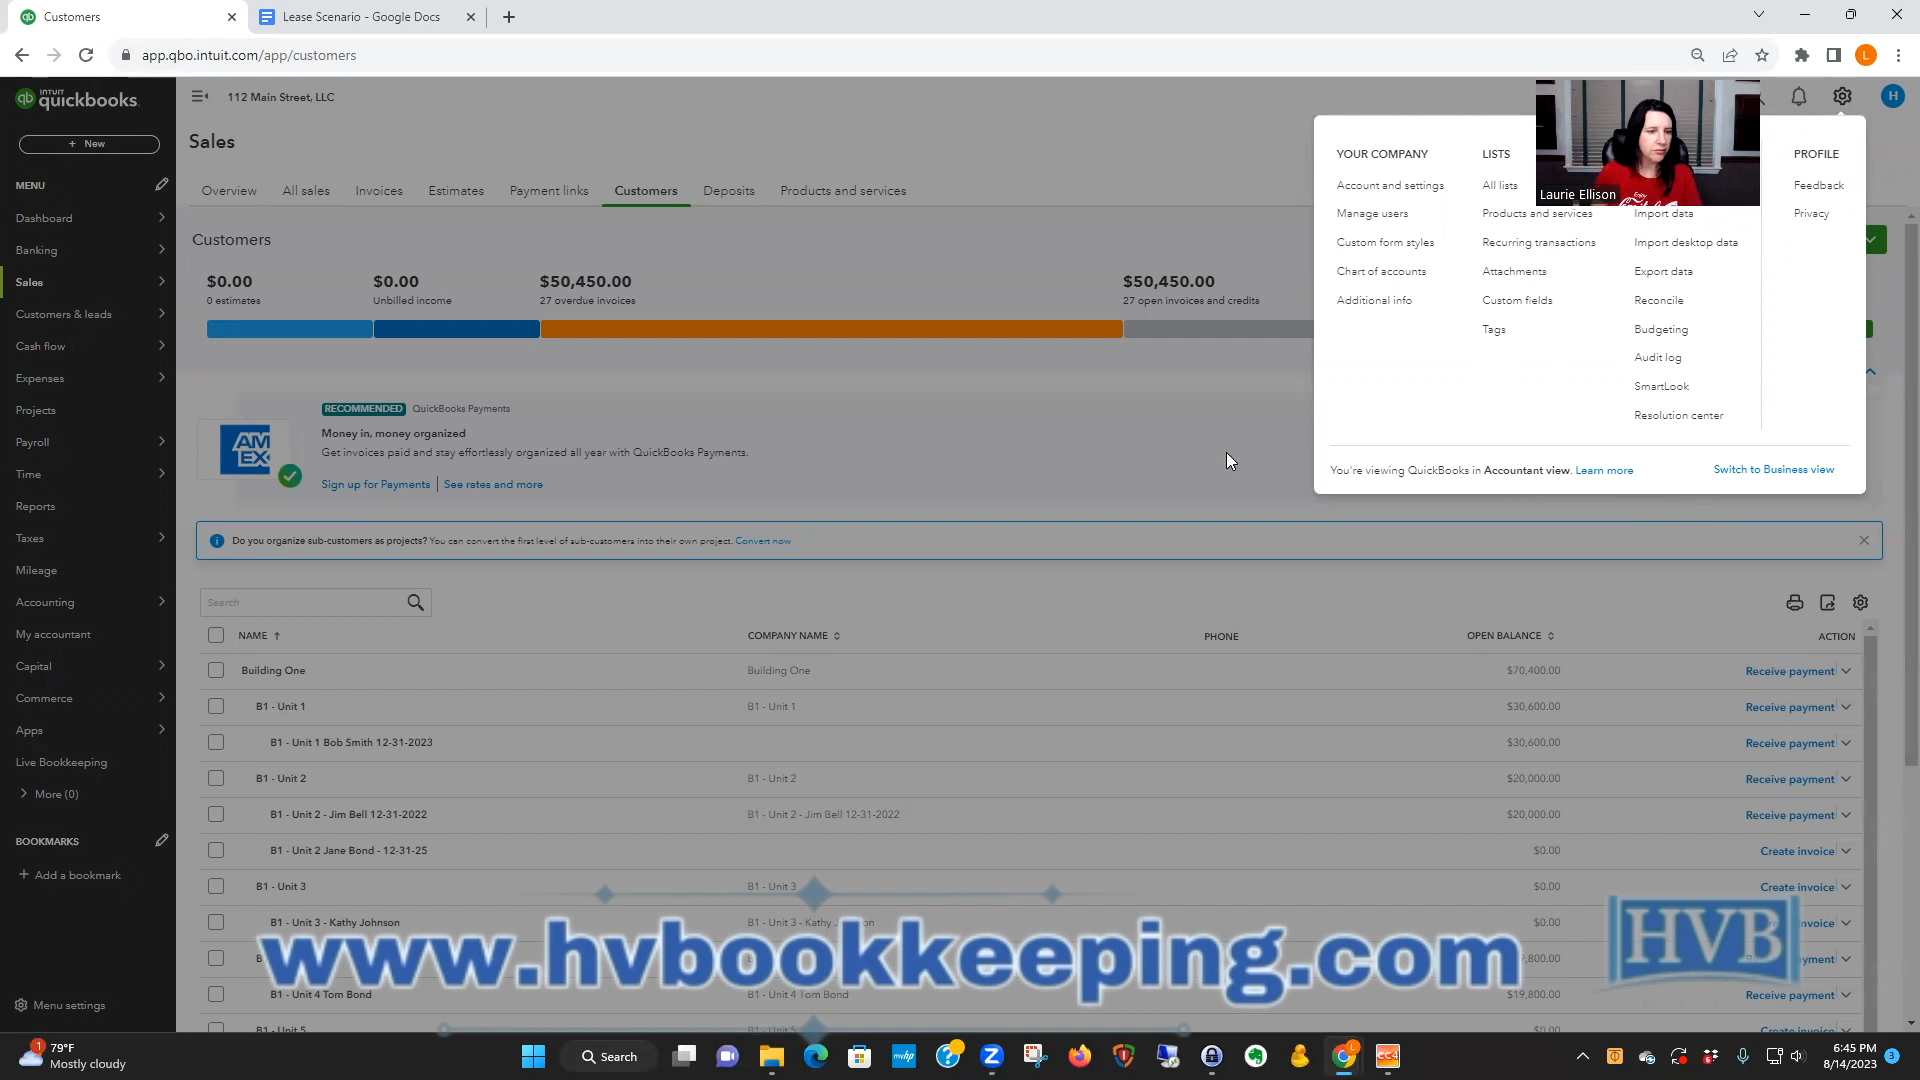 Customers
Lease Scenario - Google Docs
app.qbo.intuit.com/app/customers
L
INTUIT
quickbooks
112 Main Street, LLC
H
+ New
Sales
MENU
Dashboard
Banking
Sales
Customers & leads
Cash flow
Expenses
Projects
Payroll
Time
Reports
Taxes
Mileage
Accounting
My accountant
Capital
Commerce
Apps
Live Bookkeeping
More (0)
BOOKMARKS
+ Add a bookmark
Menu settings
Overview
All sales
Invoices
Estimates
Payment links
Customers
Deposits
Products and services
Customers
$0.00
0 estimates
$0.00
Unbilled income
$50,450.00
27 overdue invoices
$50,450.00
27 open invoices and credits
YOUR COMPANY
Account and settings
Manage users
Custom form styles
Chart of accounts
Additional info
LISTS
All lists
Products and services
Recurring transactions
Attachments
Custom fields
Tags
Laurie Ellison
Enjoy
Import data
Import desktop data
Export data
Reconcile
Budgeting
Audit log
SmartLook
Resolution center
PROFILE
Feedback
Privacy
You're viewing QuickBooks in Accountant view. Learn more
Switch to Business view
AM
EX
RECOMMENDED QuickBooks Payments
Money in, money organized
Get invoices paid and stay effortlessly organized all year with QuickBooks Payments.
Sign up for Payments | See rates and more
Do you organize sub-customers as projects? You can convert the first level of sub-customers into their own project. Convert now
Search
NAME COMPANY NAME PHONE OPEN BALANCE ACTION
Building One Building One $70,400.00 Receive payment
B1 - Unit 1 B1 - Unit 1 $30,600.00 Receive payment
B1 - Unit 1 Bob Smith 12-31-2023 $30,600.00 Receive payment
B1 - Unit 2 B1 - Unit 2 $20,000.00 Receive payment
B1 - Unit 2 - Jim Bell 12-31-2022 B1 - Unit 2 - Jim Bell 12-31-2022 $20,000.00 Receive payment
B1 - Unit 2 Jane Bond - 12-31-25 $0.00 Create invoice
B1 - Unit 3 B1 - Unit 3 $0.00 Create invoice
B1 - Unit 3 - Kathy Johnson B1 - Unit 3 - Kathy $0.00
www.hvbookkeeping.com
HVB
B1 - Unit 4 Tom Bond B1 - Unit 4 Tom Bond $19,800.00 Receive payment
B1 - Unit 5 B1 - Unit 5 $0.00 Create invoice
1
79°F
Mostly cloudy
Search
myhp
CC4
6:45 PM
8/14/2023
3